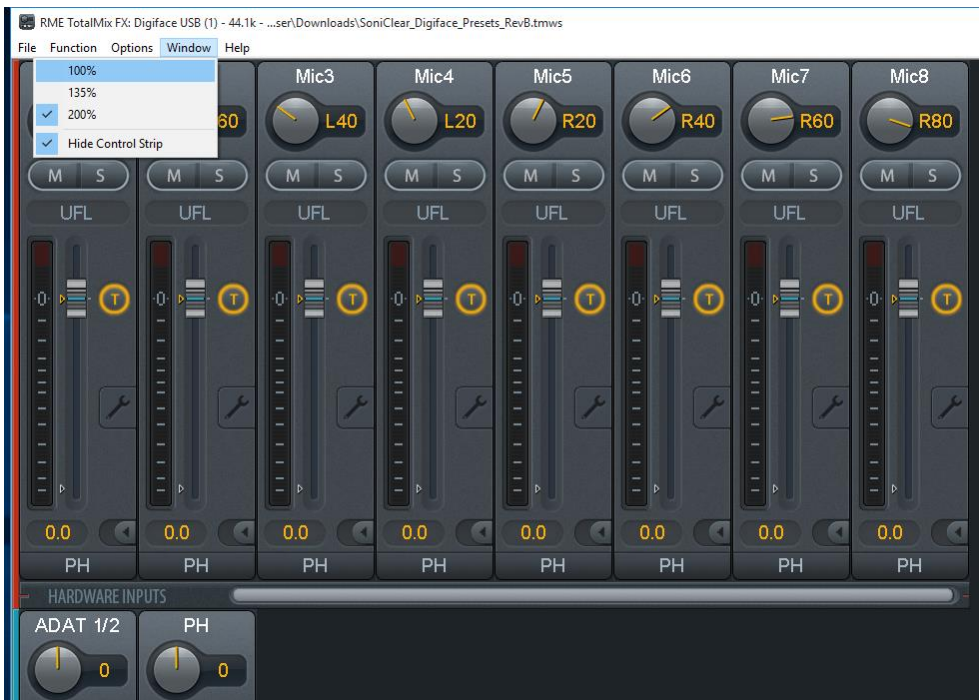 RME TotalMix FX: Digiface USB (1) - 44.1k - ...ser\Downloads\SoniClear_Digiface_Presets_RevB.tmws
File Function Options Window Help
100%
135%
200%
Hide Control Strip
Mic3 Mic4 Mic5 Mic6 Mic7 Mic8
60 L40 L20 R20 R40 R60 R80
M S M S M S M S M S M S M S M S
UFL UFL UFL UFL UFL UFL UFL UFL
0 T 0 T 0 T 0 T 0 T 0 T 0 T 0 T
0.0 0.0 0.0 0.0 0.0 0.0 0.0 0.0
PH PH PH PH PH PH PH PH
HARDWARE INPUTS
ADAT 1/2 PH
0 0